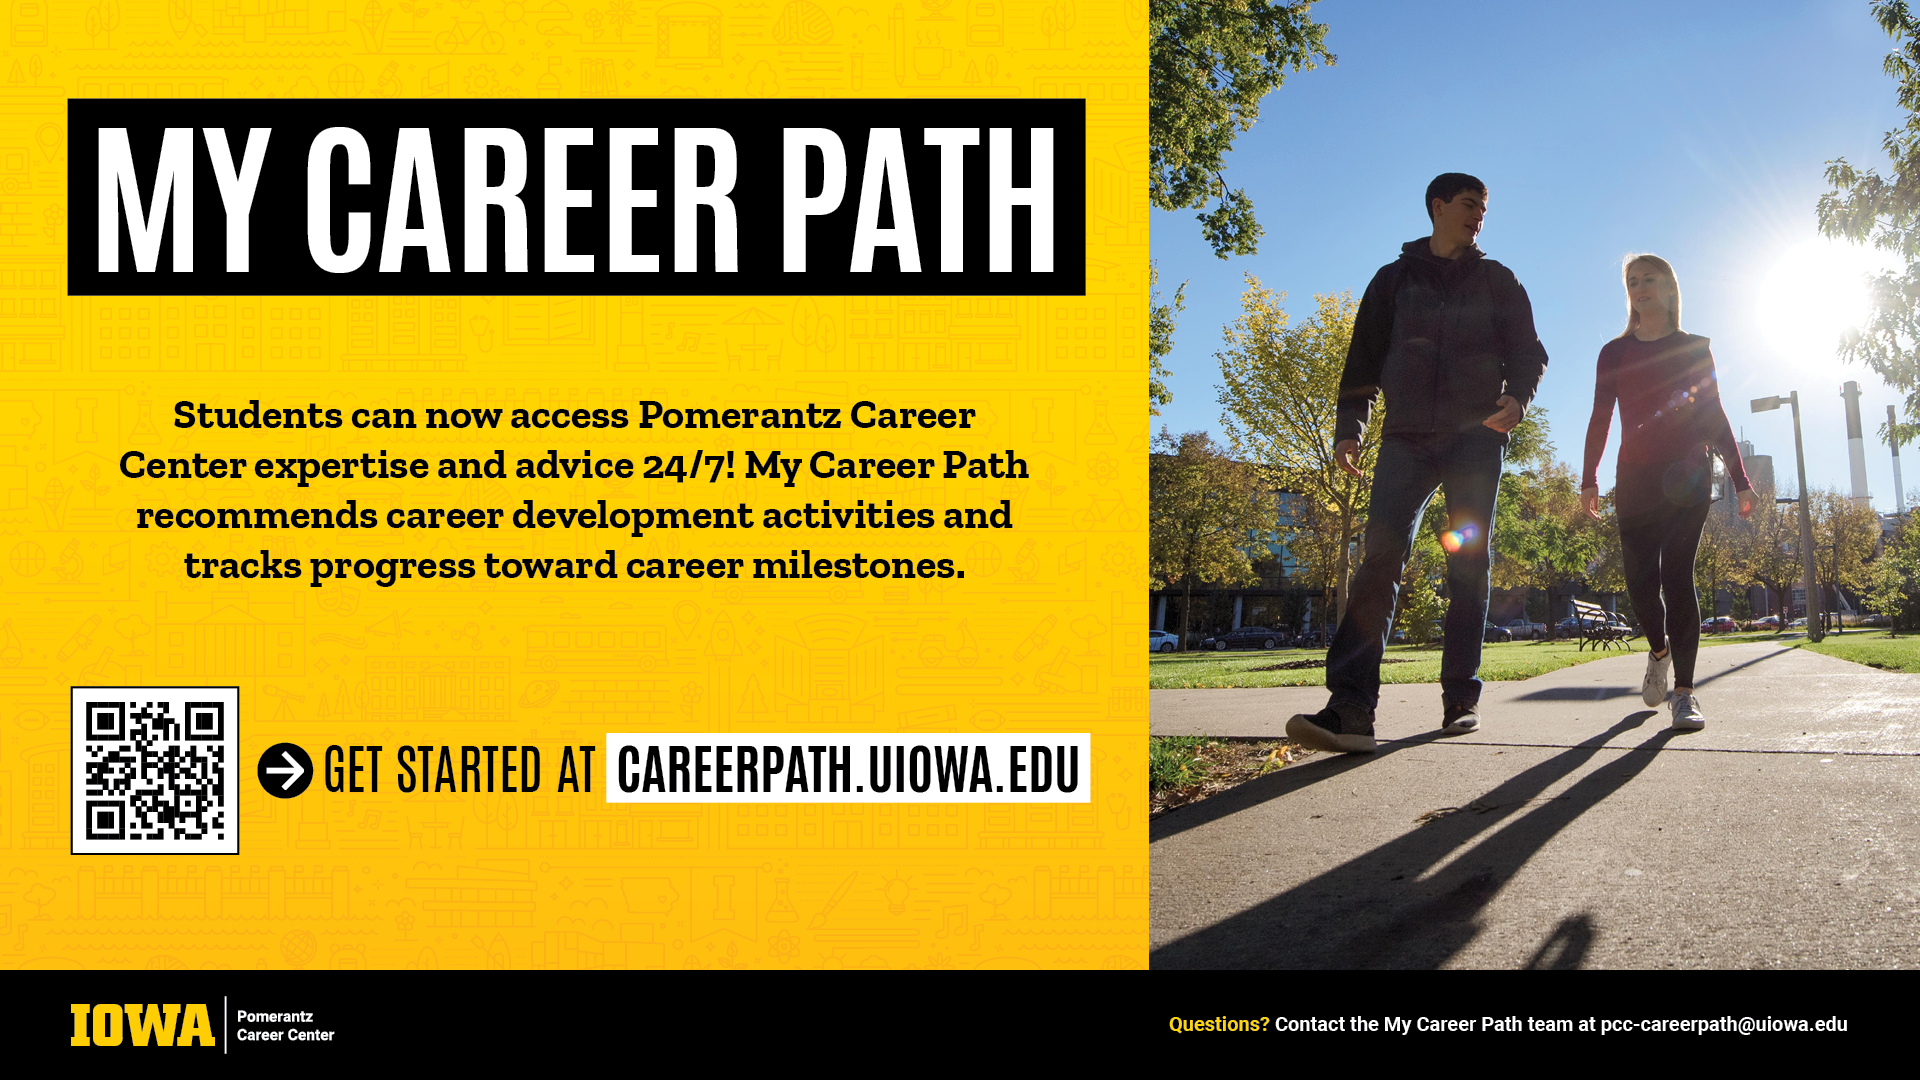 MY CAREER PATH
Students can now access Pomerantz Career
Center expertise and advice 24/7! My Career Path
recommends career development activities and
tracks progress toward career milestones.
GET STARTED AT CAREERPATH.UIOWA.EDU
IOWA
Pomerantz
Career Center
Questions? Contact the My Career Path team at pcc-careerpath@uiowa.edu